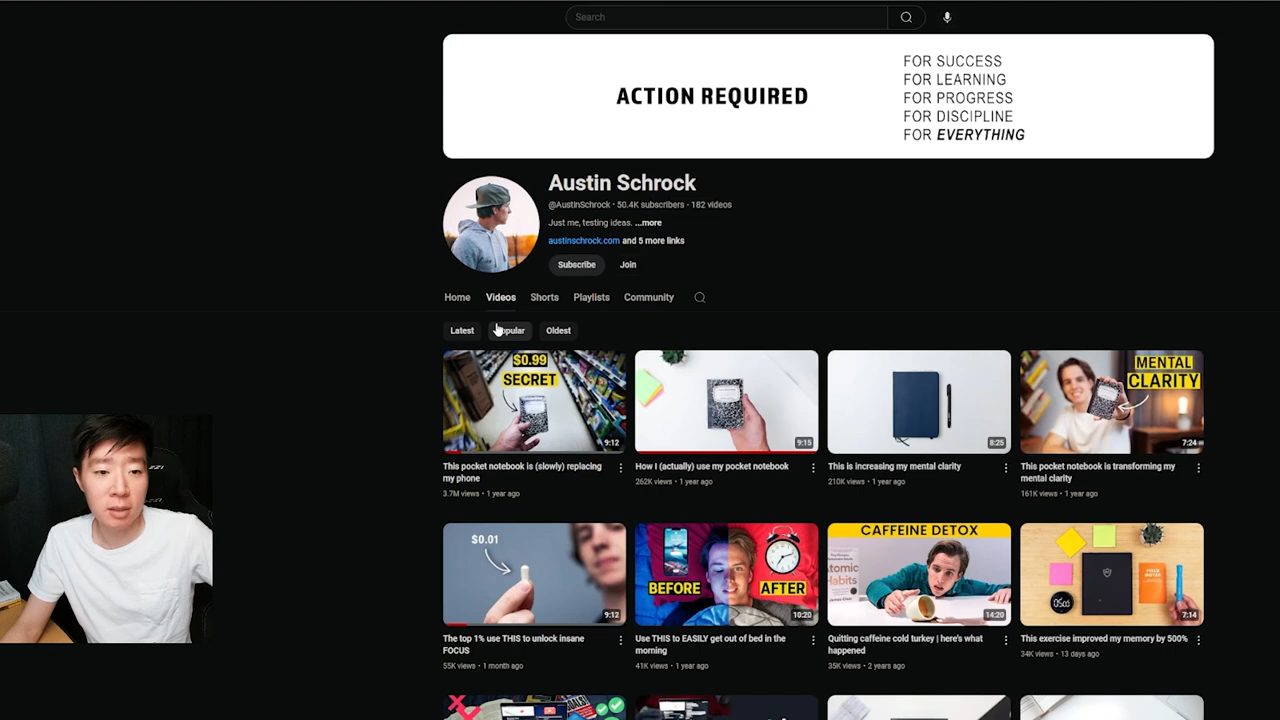 Search
ACTION REQUIRED
FOR SUCCESS
FOR LEARNING
FOR PROGRESS
FOR DISCIPLINE
FOR EVERYTHING
Austin Schrock
@AustinSchrock • 50.4K subscribers • 182 videos
Just me, testing ideas. ...more
austinschrock.com and 5 more links
Subscribe Join
Home Videos Shorts Playlists Community
Latest Popular Oldest
$0.99
SECRET
9:12
9:15
8:25
MENTAL
CLARITY
7:24
This pocket notebook is (slowly) replacing
my phone
3.7M views • 1 year ago
How I (actually) use my pocket notebook
262K views • 1 year ago
This is increasing my mental clarity
210K views • 1 year ago
This pocket notebook is transforming my
mental clarity
161K views • 1 year ago
$0.01
9:12
BEFORE AFTER
10:20
CAFFEINE DETOX
Atomic
Habits
14:20
7:14
The top 1% use THIS to unlock insane
FOCUS
55K views • 1 month ago
Use THIS to EASILY get out of bed in the
morning
41K views • 1 year ago
Quitting caffeine cold turkey | here's what
happened
35K views • 2 years ago
This exercise improved my memory by 500%
34K views • 13 days ago